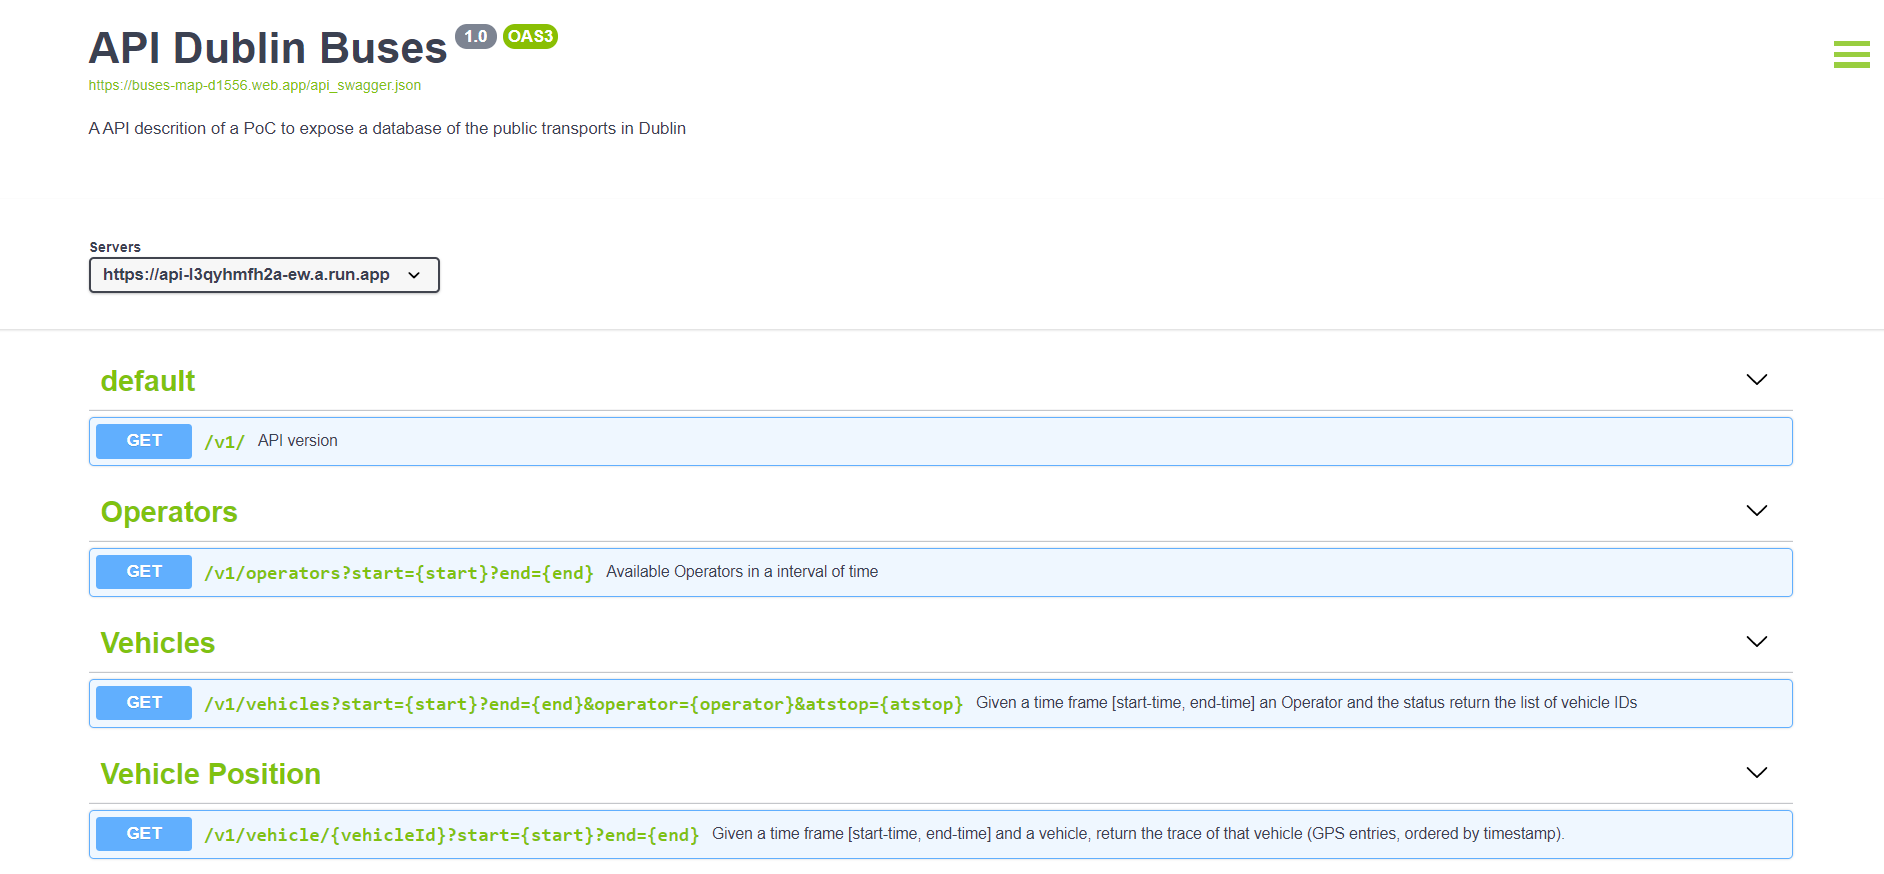 API Dublin Buses 1.0 OAS3
https://buses-map-d1556.web.app/api_swagger.json
A API descrition of a PoC to expose a database of the public transports in Dublin
Servers
https://api-l3qyhmfh2a-ew.a.run.app
default
GET /v1/ API version
Operators
GET /v1/operators?start={start}?end={end} Available Operators in a interval of time
Vehicles
GET /v1/vehicles?start={start}?end={end}&operator={operator}&atstop={atstop} Given a time frame [start-time, end-time] an Operator and the status return the list of vehicle IDs
Vehicle Position
GET /v1/vehicle/{vehicleId}?start={start}?end={end} Given a time frame [start-time, end-time] and a vehicle, return the trace of that vehicle (GPS entries, ordered by timestamp).